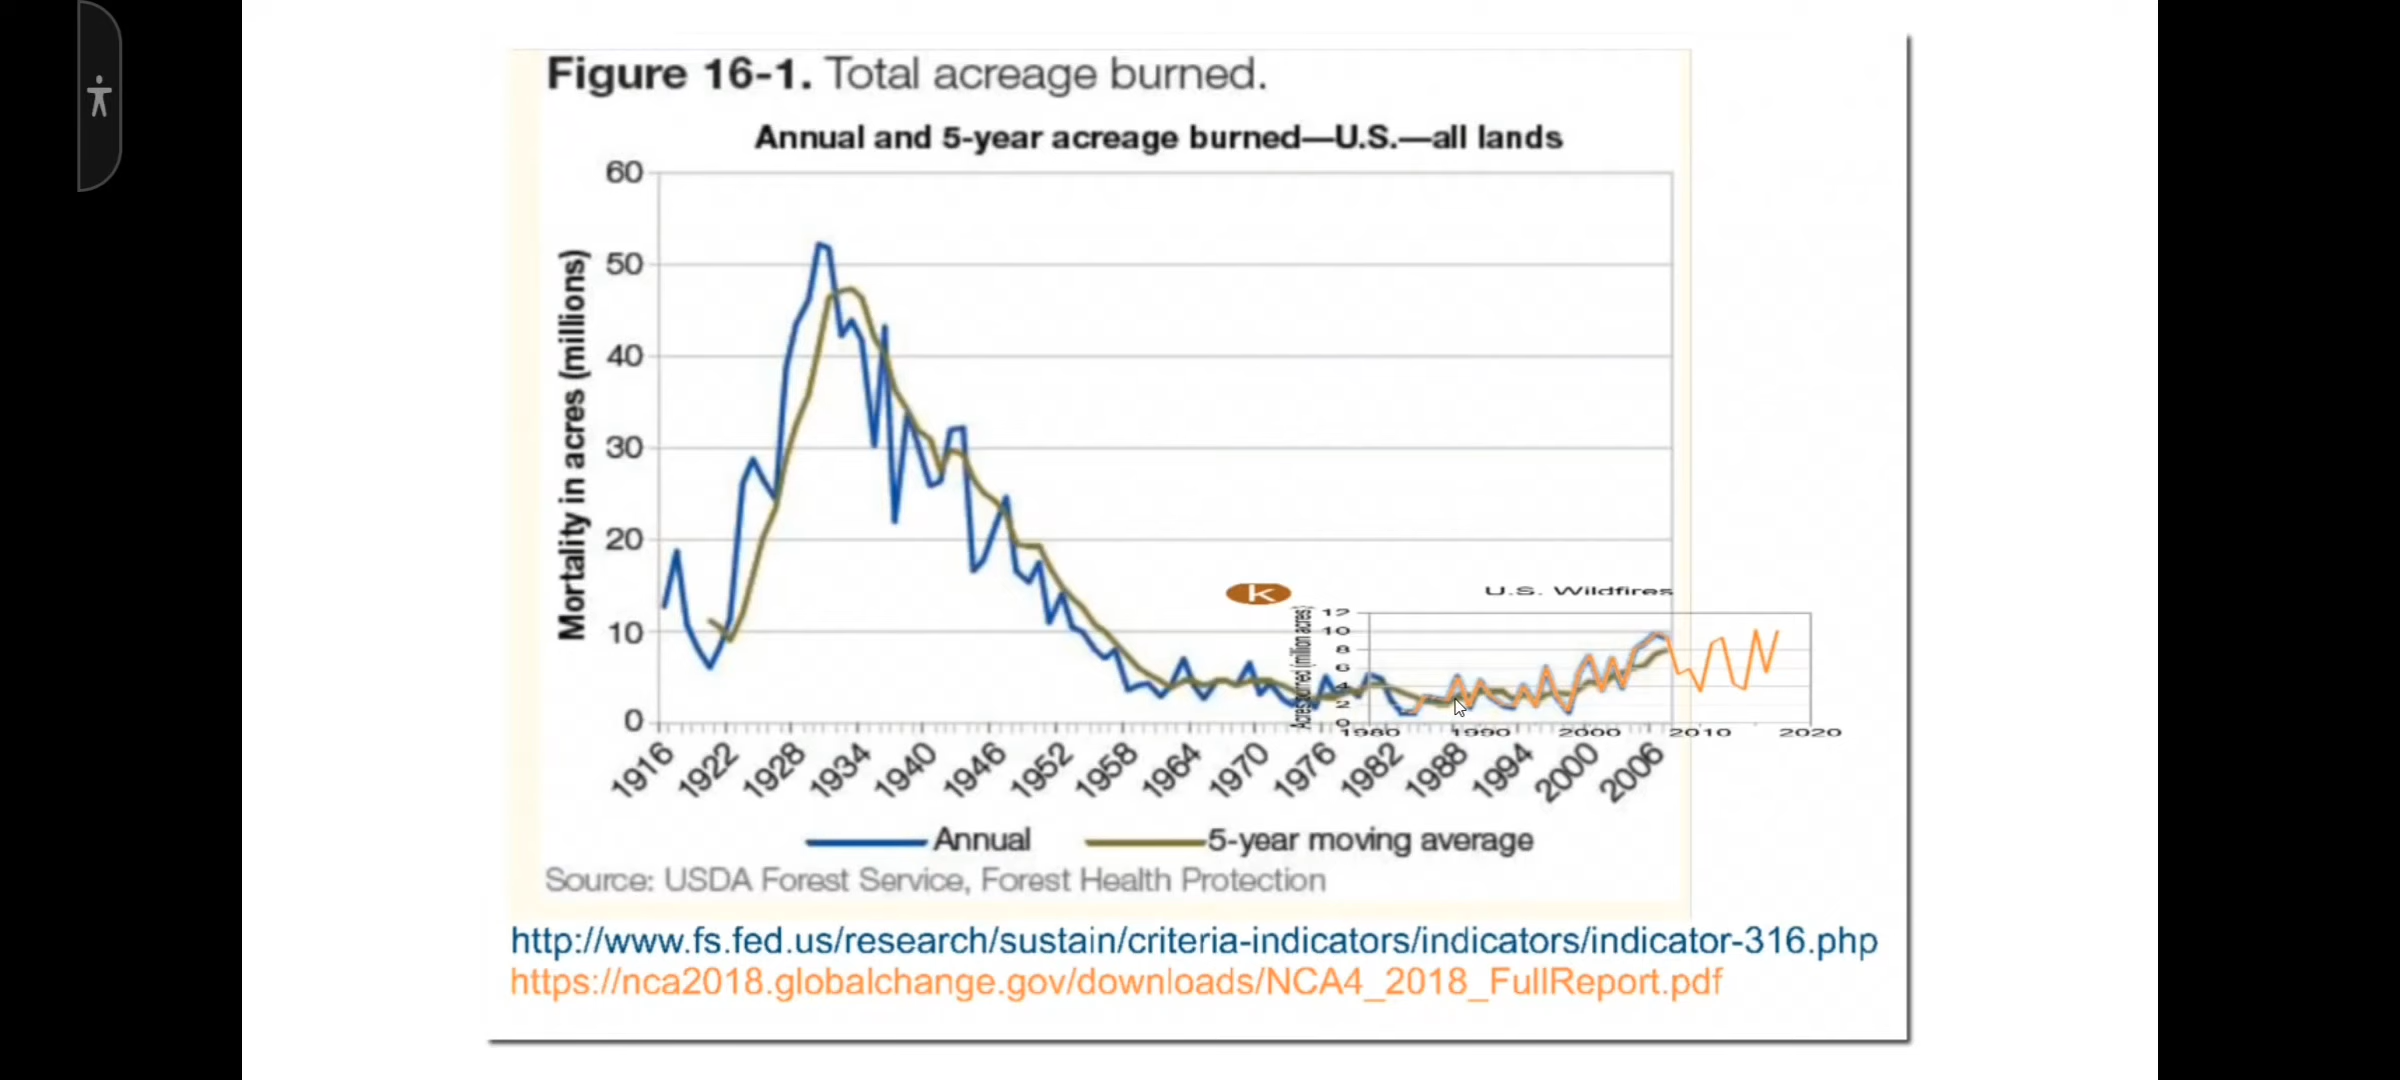 Figure 16-1. Total acreage burned.
Annual and 5-year acreage burned—U.S.—all lands
Mortality in acres (millions)
60
50
40
30
20
10
0
1916 1922 1928 1934 1940 1946 1952 1958 1964 1970 1976 1982 1988 1994 2000 2006
k
U.S. Wildfires
Acres burned (million acres)
12
10
8
6
4
2
0
1980 1990 2000 2010 2020
Annual 5-year moving average
Source: USDA Forest Service, Forest Health Protection
http://www.fs.fed.us/research/sustain/criteria-indicators/indicators/indicator-316.php
https://nca2018.globalchange.gov/downloads/NCA4_2018_FullReport.pdf